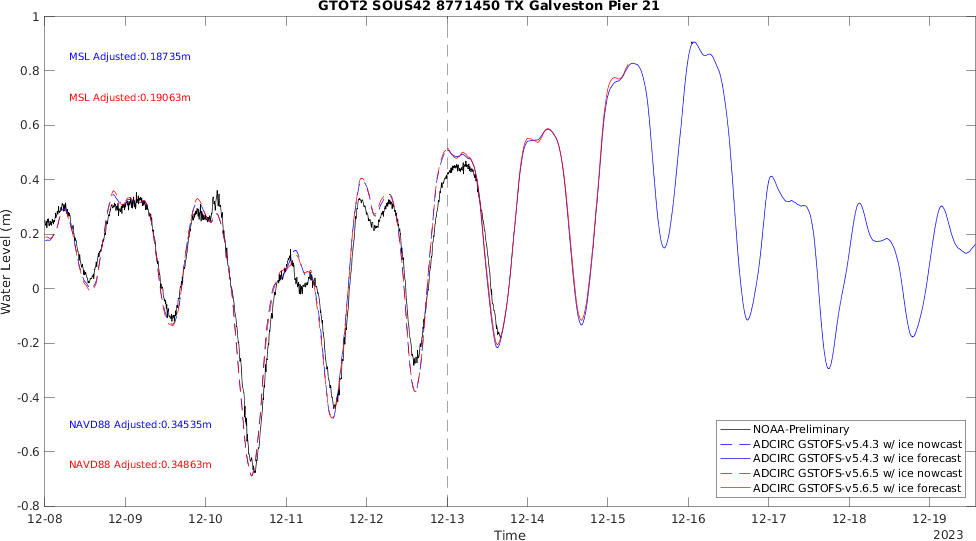 GTOT2 SOUS42 8771450 TX Galveston Pier 21
MSL Adjusted:0.18735m
MSL Adjusted:0.19063m
NAVD88 Adjusted:0.34535m
NAVD88 Adjusted:0.34863m
Water Level (m)
1
0.8
0.6
0.4
0.2
0
-0.2
-0.4
-0.6
-0.8
NOAA-Preliminary
ADCIRC GSTOFS-v5.4.3 w/ ice nowcast
ADCIRC GSTOFS-v5.4.3 w/ ice forecast
ADCIRC GSTOFS-v5.6.5 w/ ice nowcast
ADCIRC GSTOFS-v5.6.5 w/ ice forecast
12-08 12-09 12-10 12-11 12-12 12-13 12-14 12-15 12-16 12-17 12-18 12-19
Time
2023